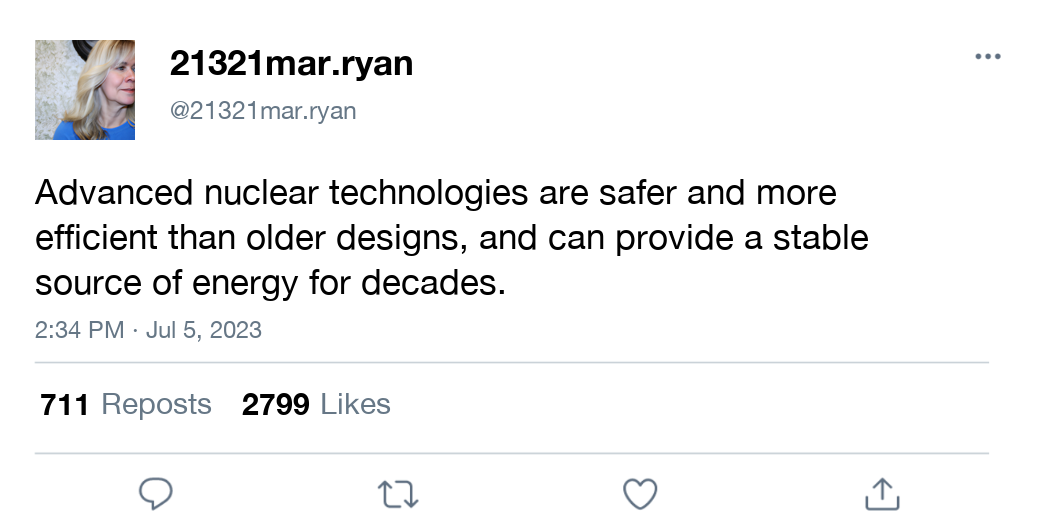 21321mar.ryan
@21321mar.ryan
Advanced nuclear technologies are safer and more
efficient than older designs, and can provide a stable
source of energy for decades.
2:34 PM · Jul 5, 2023
711 Reposts 2799 Likes